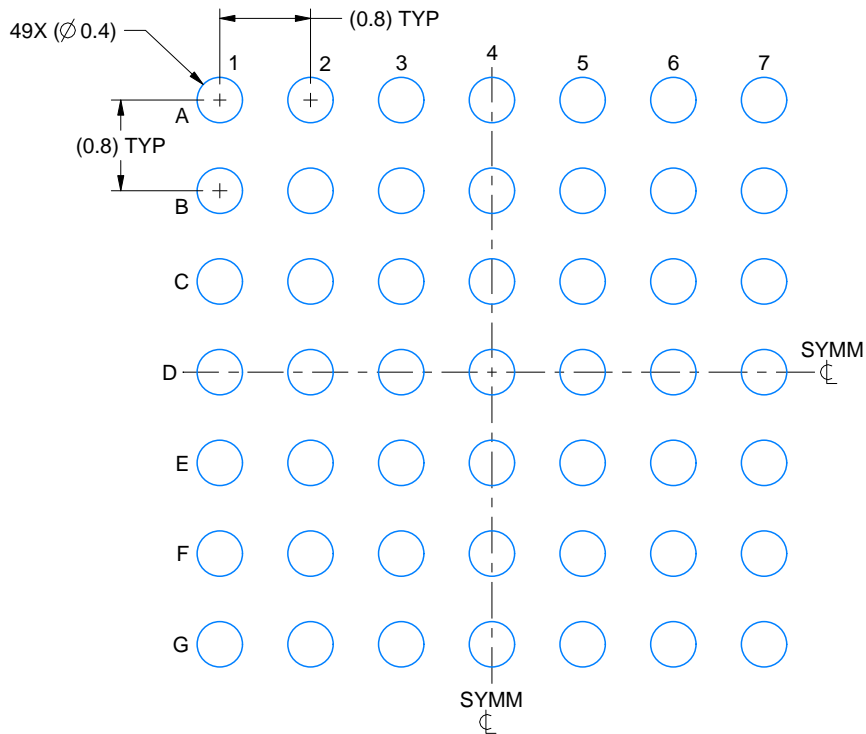 (0.8) TYP
49X (∅ 0.4)
1 2 3 4 5 6 7
A
(0.8) TYP
B
C
D
SYMM
℄
E
F
G
SYMM
℄